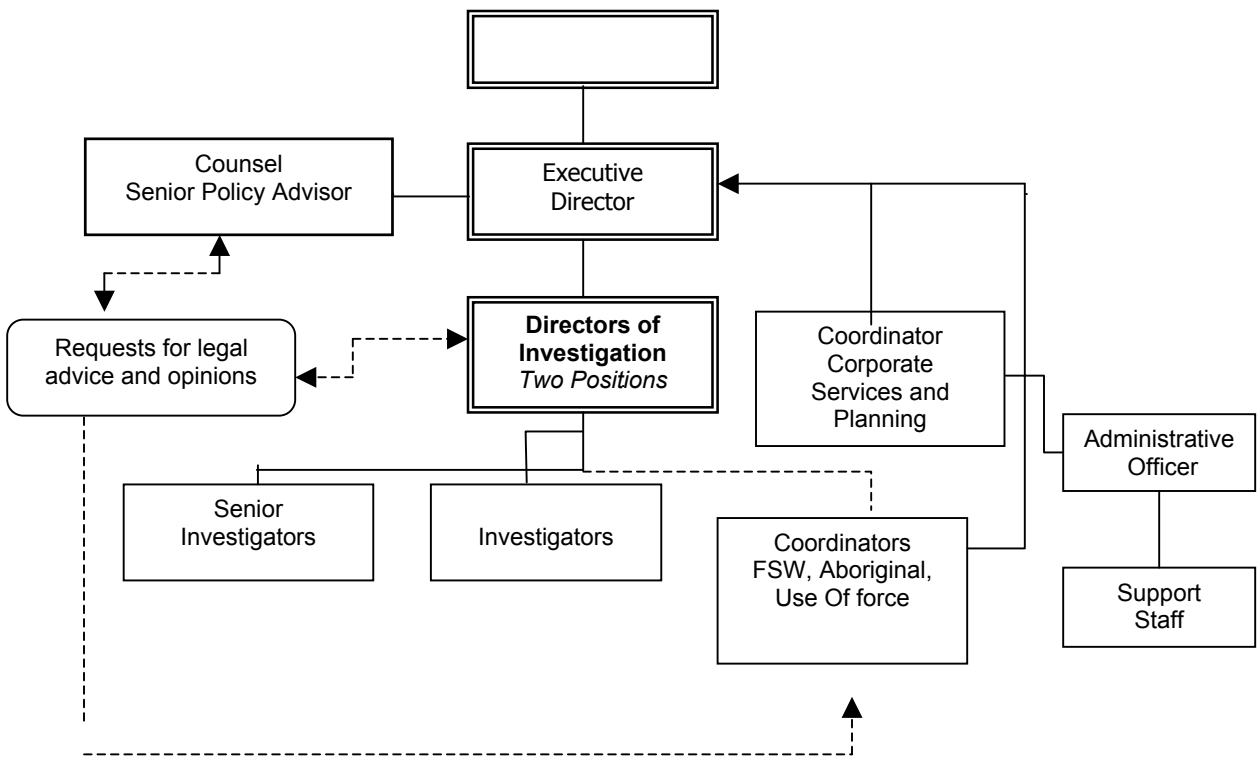 Counsel
Senior Policy Advisor
Executive
Director
Requests for legal
advice and opinions
Directors of
Investigation
Two Positions
Coordinator
Corporate
Services and
Planning
Administrative
Officer
Senior
Investigators
Investigators
Coordinators
FSW, Aboriginal,
Use Of force
Support
Staff